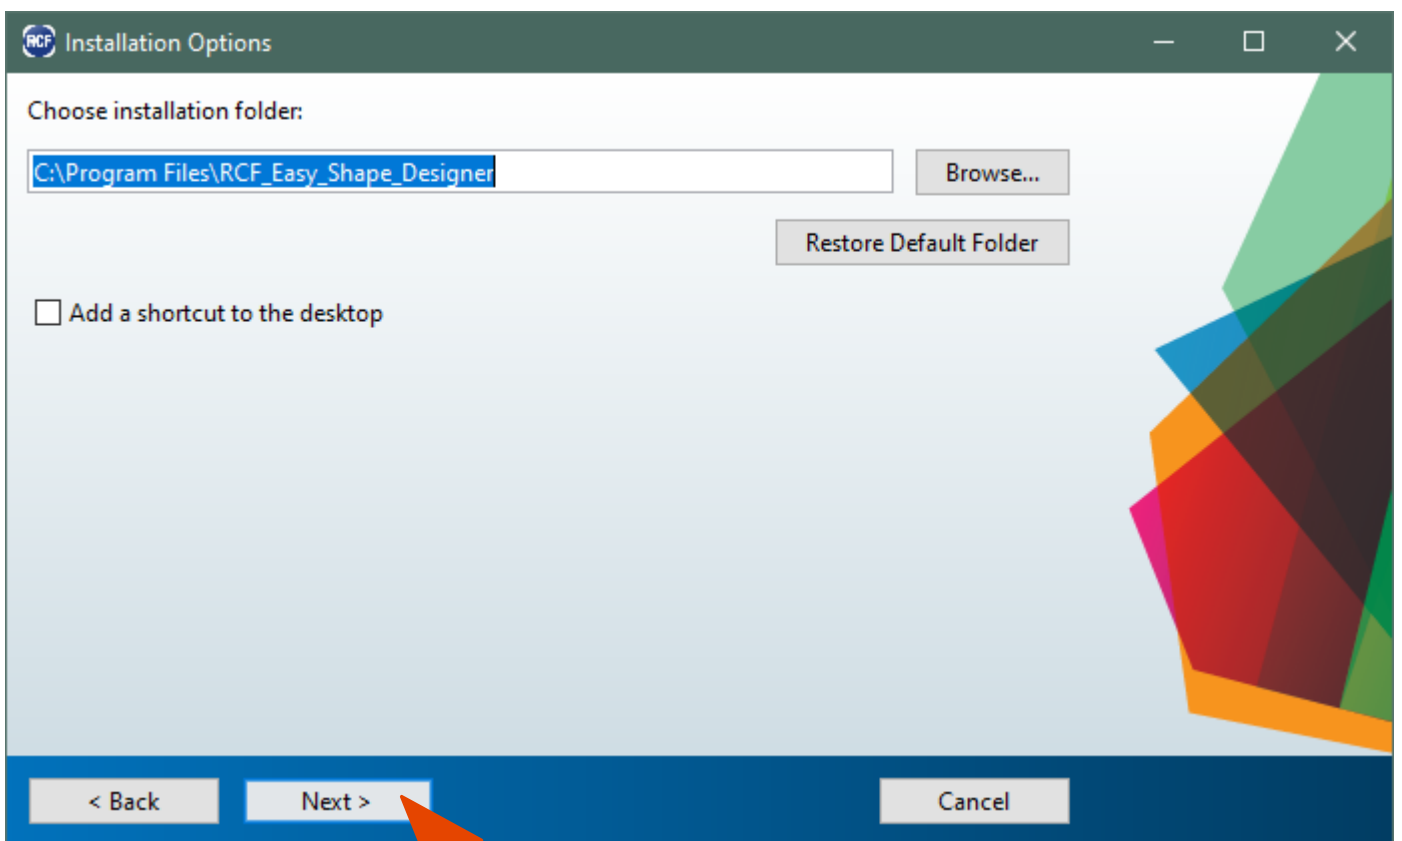 RCF Installation Options
Choose installation folder:
C:\Program Files\RCF_Easy_Shape_Designer
Browse...
Restore Default Folder
Add a shortcut to the desktop
< Back
Next >
Cancel